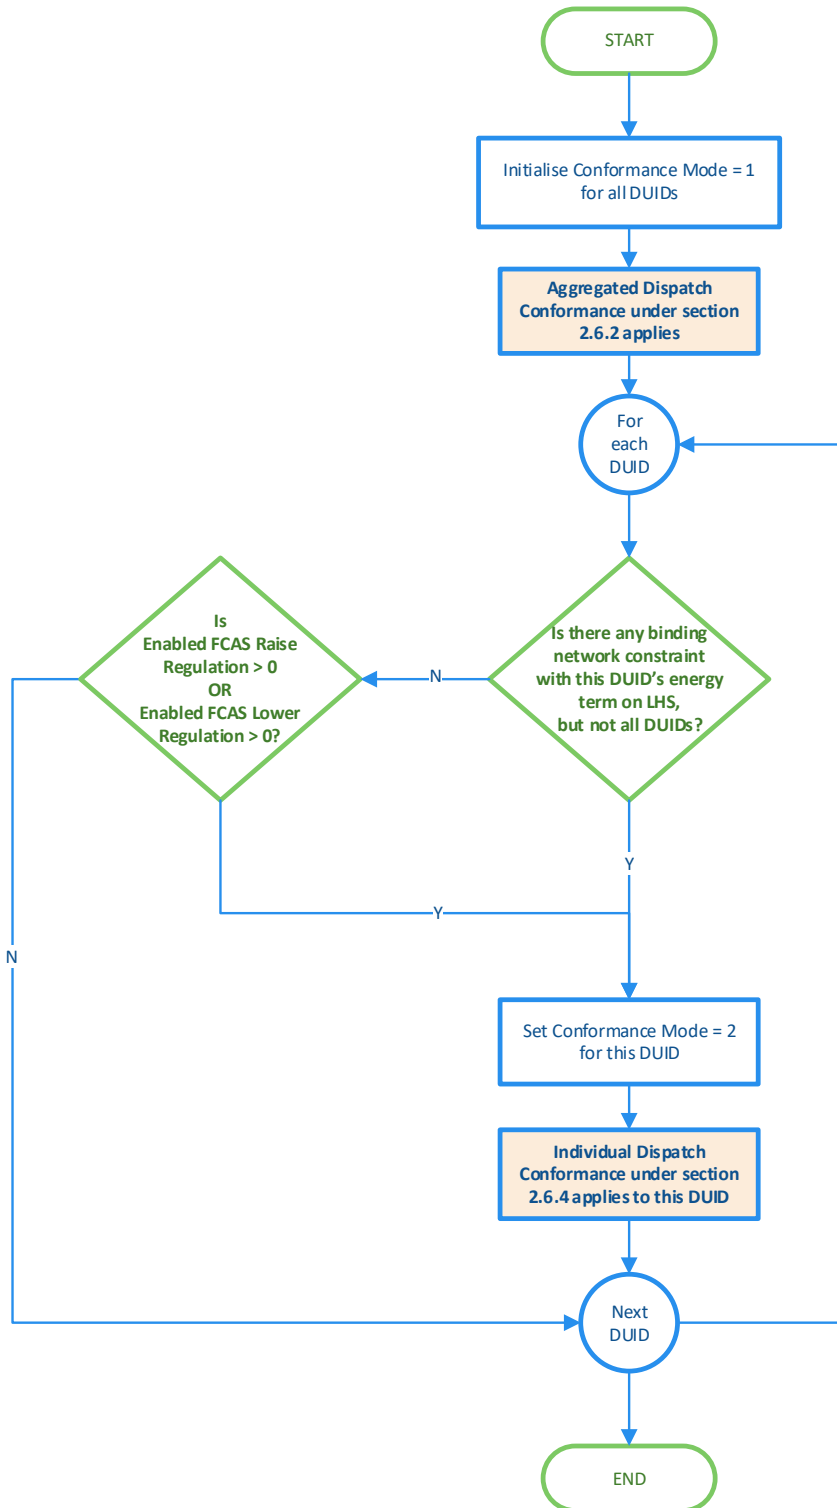 START
Initialise Conformance Mode = 1
for all DUIDs
Aggregated Dispatch
Conformance under section
2.6.2 applies
For
each
DUID
Is there any binding
network constraint
with this DUID’s energy
term on LHS,
but not all DUIDs?
N
Is
Enabled FCAS Raise
Regulation > 0
OR
Enabled FCAS Lower
Regulation > 0?
Y
Y
N
Set Conformance Mode = 2
for this DUID
Individual Dispatch
Conformance under section
2.6.4 applies to this DUID
Next
DUID
END